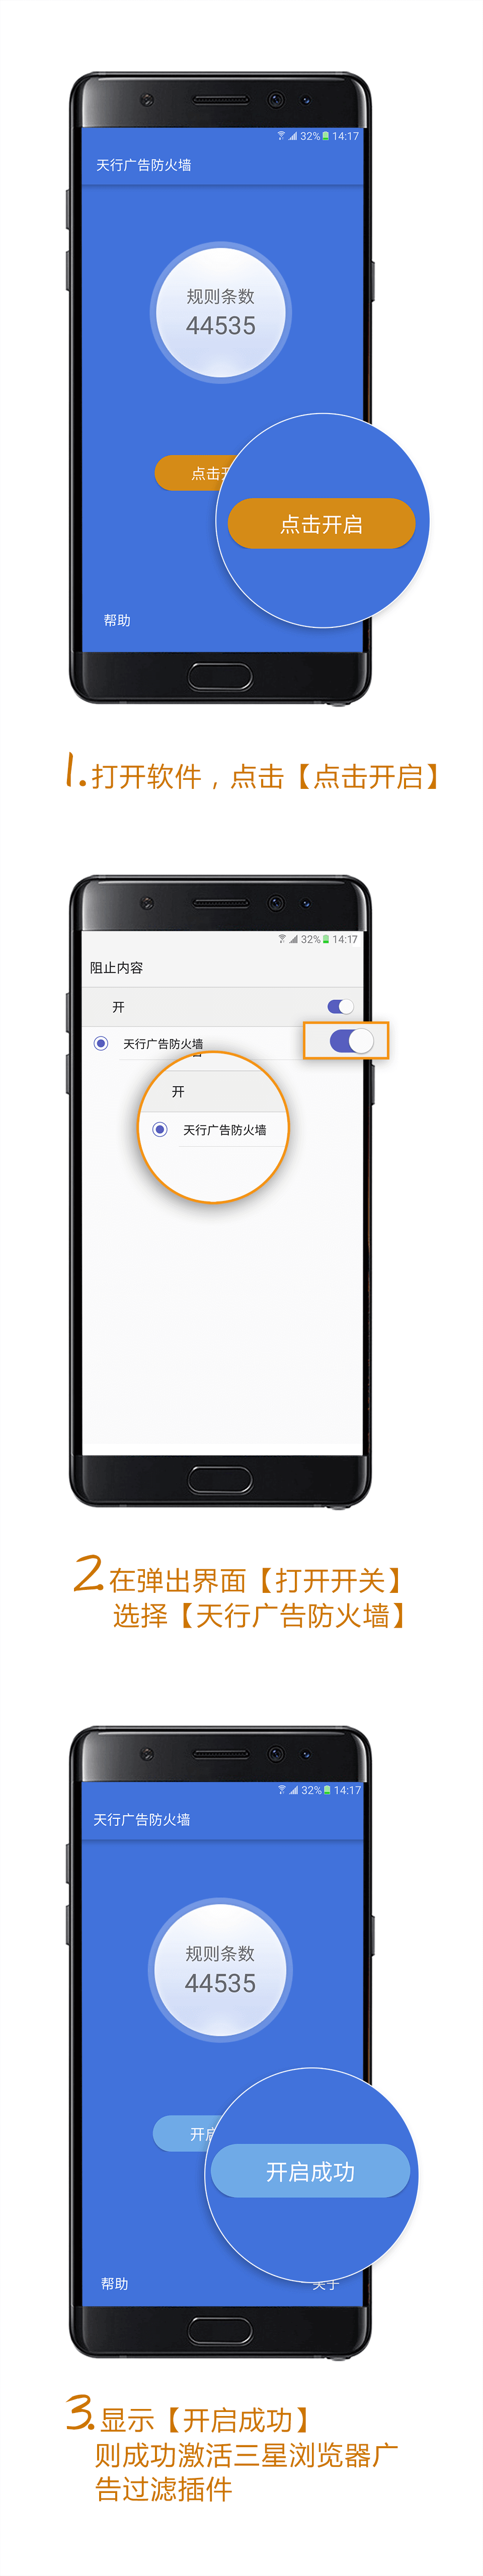 32% 14:17
天行广告防火墙
规则条数
44535
点击开
点击开启
帮助
1.打开软件，点击【点击开启】
32% 14:17
阻止内容
开
天行广告防火墙
开
天行广告防火墙
2.在弹出界面【打开开关】
选择【天行广告防火墙】
32% 14:17
天行广告防火墙
规则条数
44535
开启
开启成功
帮助
关于
3.显示【开启成功】
则成功激活三星浏览器广
告过滤插件